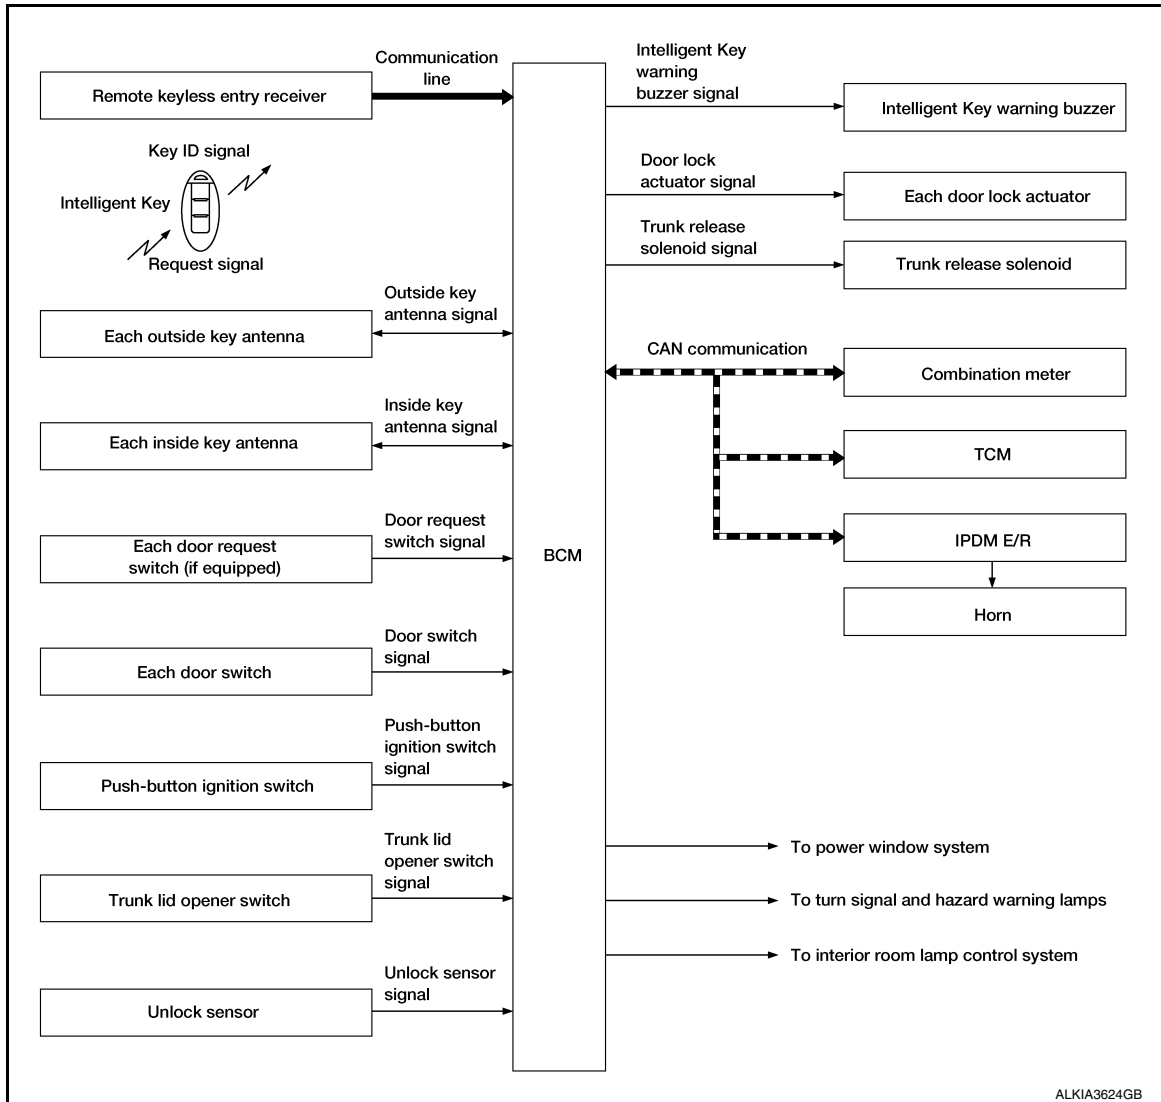 Communication
line
Remote keyless entry receiver
Key ID signal
Intelligent Key
Request signal
Outside key
antenna signal
Each outside key antenna
Inside key
antenna signal
Each inside key antenna
Door request
switch signal
Each door request
switch (if equipped)
Door switch
signal
Each door switch
Push-button
ignition switch
signal
Push-button ignition switch
Trunk lid
opener switch
signal
Trunk lid opener switch
Unlock sensor
signal
Unlock sensor
BCM
Intelligent Key
warning
buzzer signal
Intelligent Key warning buzzer
Door lock
actuator signal
Each door lock actuator
Trunk release
solenoid signal
Trunk release solenoid
CAN communication
Combination meter
TCM
IPDM E/R
Horn
To power window system
To turn signal and hazard warning lamps
To interior room lamp control system
ALKIA3624GB